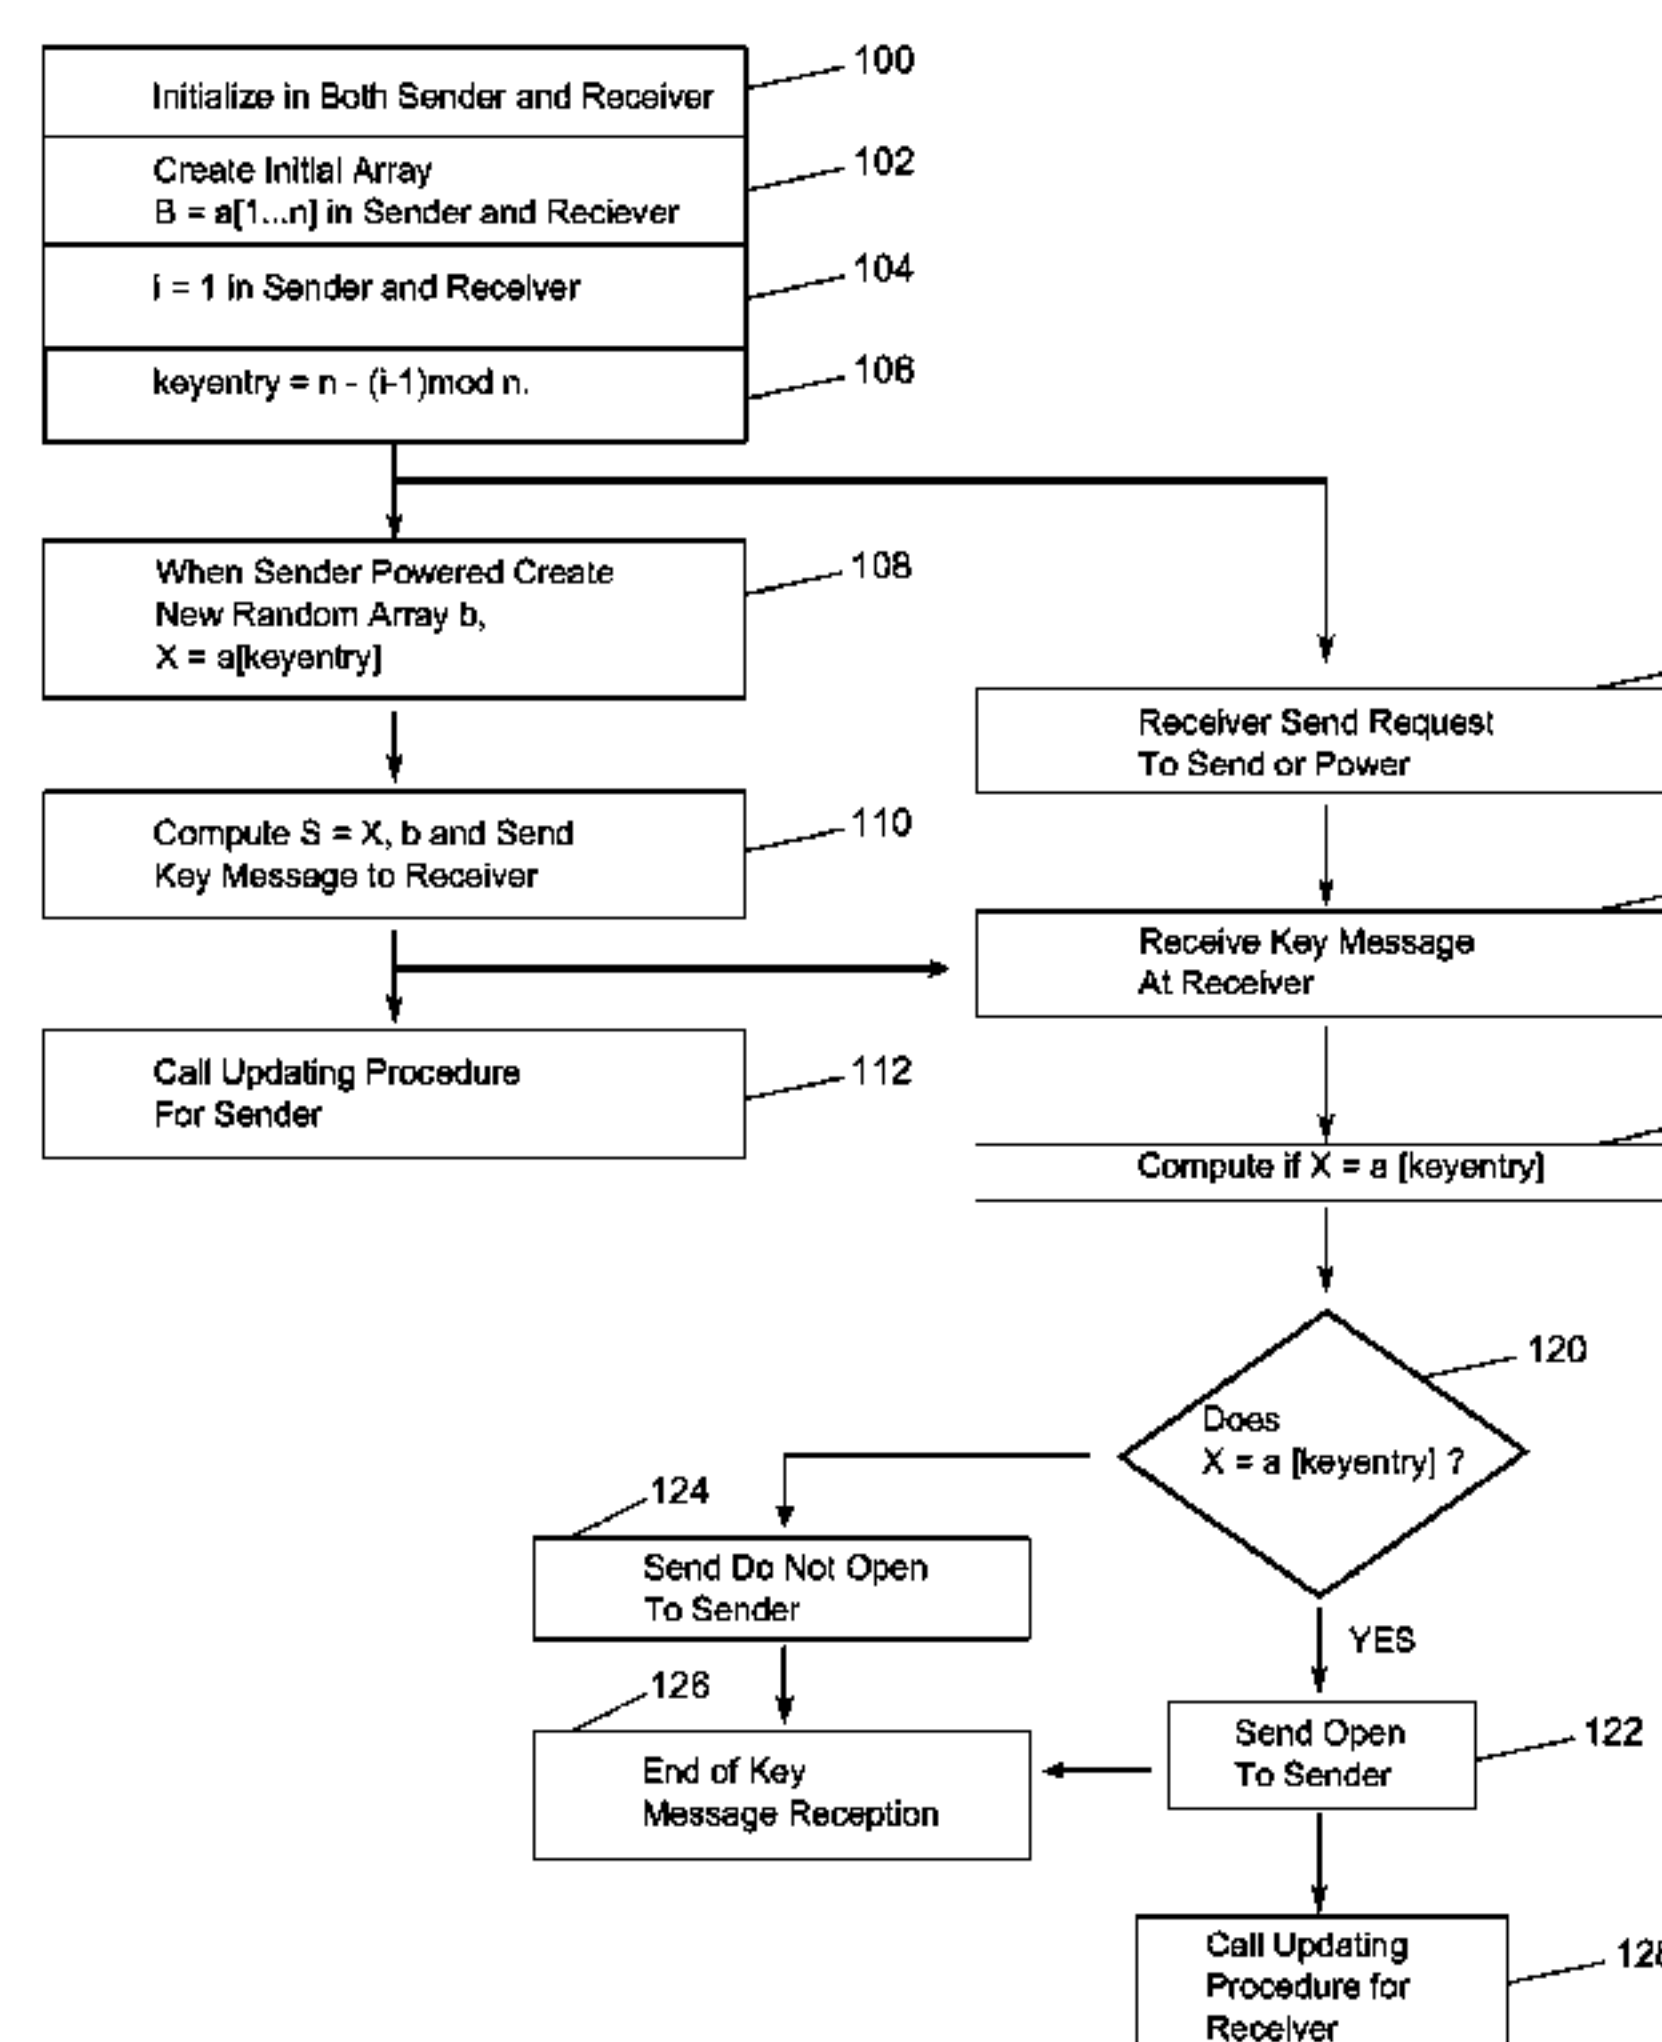 100
Initialize in Both Sender and Receiver
102
Create Initial Array
B = a[1...n] in Sender and Reciever
104
i = 1 in Sender and Receiver
106
keyentry = n - (i-1)mod n.
108
When Sender Powered Create
New Random Array b,
X = a[keyentry]
Receiver Send Request
To Send or Power
110
Compute S = X, b and Send
Key Message to Receiver
Receive Key Message
At Receiver
112
Call Updating Procedure
For Sender
Compute if X = a [keyentry]
120
Does
X = a [keyentry] ?
124
Send Do Not Open
To Sender
YES
126
122
Send Open
To Sender
End of Key
Message Reception
Call Updating
Procedure for
Receiver